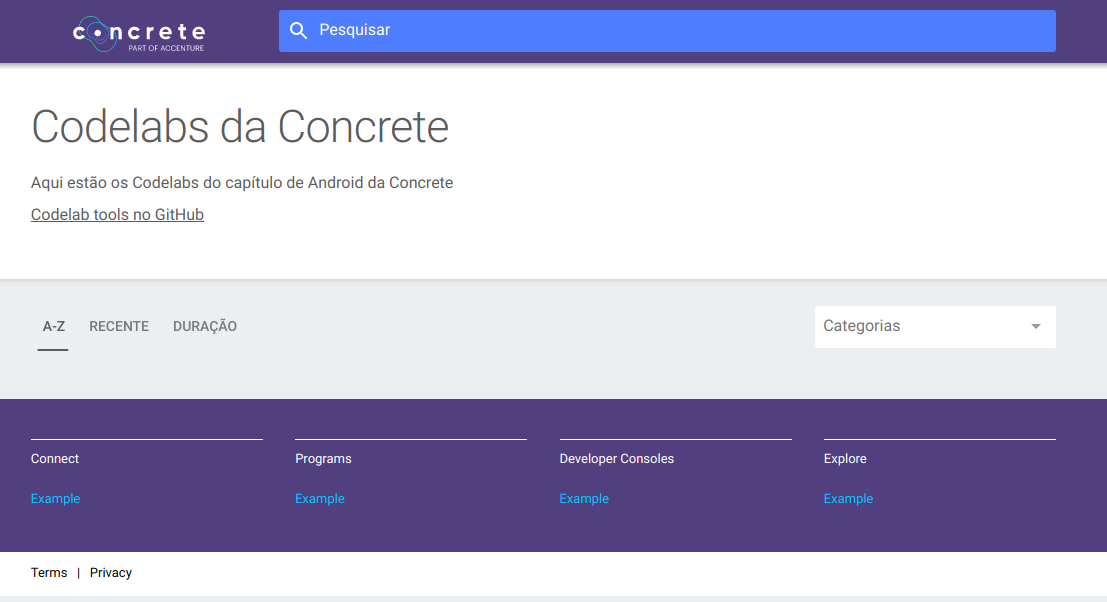 concrete
PART OF ACCENTURE
Pesquisar
Codelabs da Concrete
Aqui estão os Codelabs do capítulo de Android da Concrete
Codelab tools no GitHub
A-Z RECENTE DURAÇÃO
Categorias
Connect
Example
Programs
Example
Developer Consoles
Example
Explore
Example
Terms | Privacy